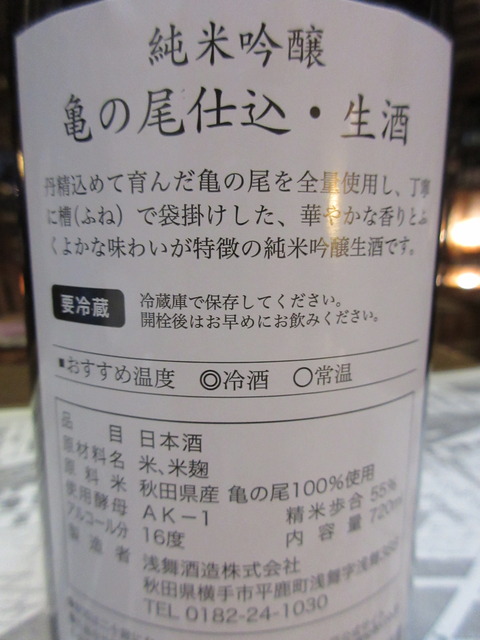 純米吟醸
亀の尾仕込・生酒
丹精込めて育んだ亀の尾を全量使用し、丁寧
に槽(ふね)で袋掛けした、華やかな香りとふ
くよかな味わいが特徴の純米吟醸生酒です。
要冷蔵 冷蔵庫で保存してください。
開栓後はお早めにお飲みください。
■おすすめ温度 ◎冷酒 ○常温
品目 日本酒
原材料名 米、米麹
原料米 秋田県産 亀の尾100%使用
使用酵母 AK-1 精米歩合 55%
アルコール分 16度 内容量 720ml
製造者 浅舞酒造株式会社
秋田県横手市平鹿町浅舞字浅舞388
TEL 0182-24-1030